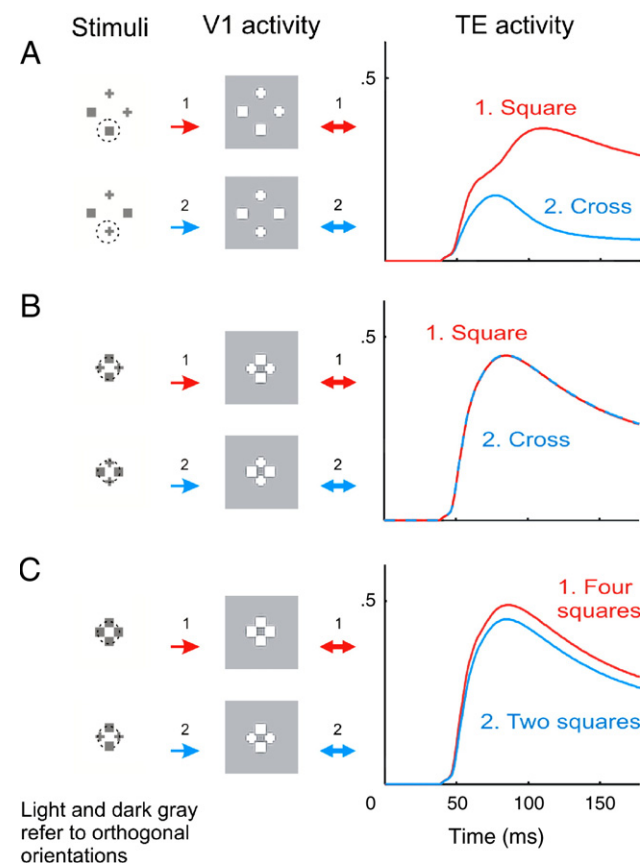 Stimuli V1 activity TE activity
A
.5
1 1
1. Square
2 2
2. Cross
B
.5
1. Square
1 1
2. Cross
2 2
C
.5
1. Four
squares
1 1
2. Two squares
2 2
0 50 100 150
Time (ms)
Light and dark gray
refer to orthogonal
orientations